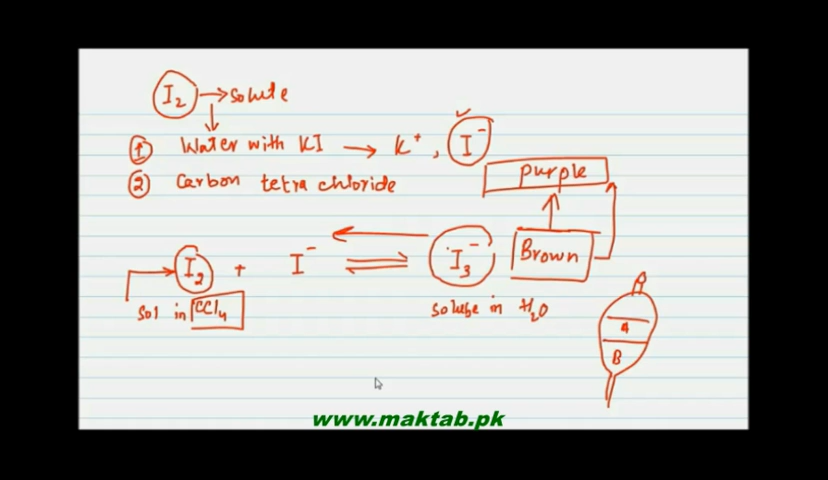 I₂ → solute
① Water with KI → K⁺, I⁻
② Carbon tetra chloride
purple
I₂ + I⁻ ⇌ I₃⁻ Brown
Sol in CCl₄
soluble in H₂O
A
B
www.maktab.pk